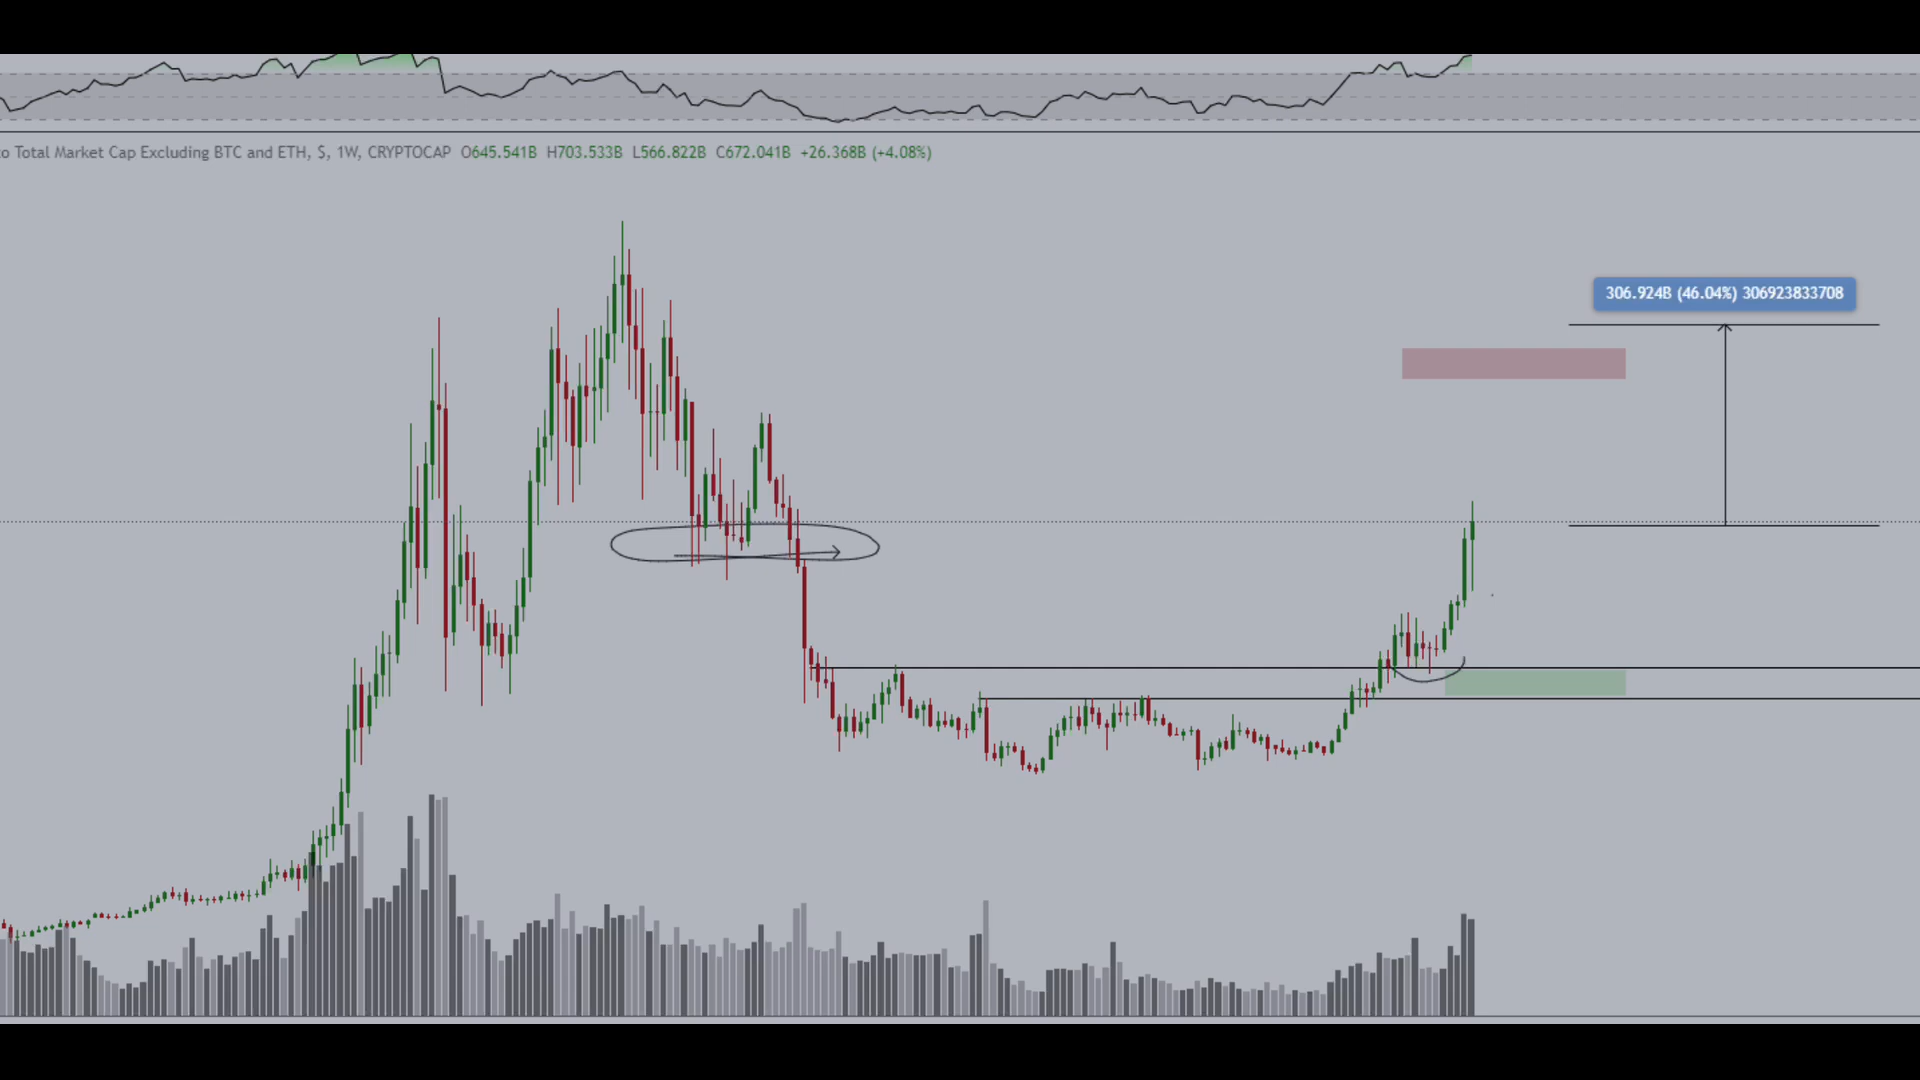 o Total Market Cap Excluding BTC and ETH, $, 1W, CRYPTOCAP O645.541B H703.533B L566.822B C672.041B +26.368B (+4.08%)
306.924B (46.04%) 306923833708